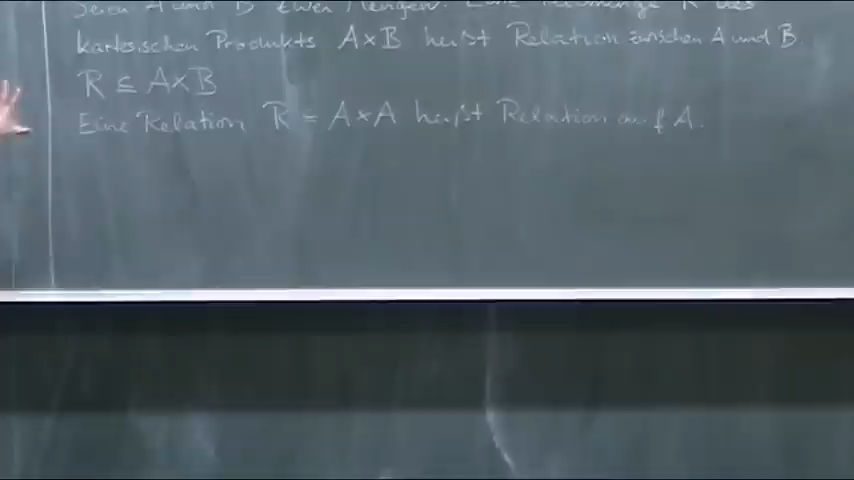 Seien A und B zwei Mengen. Eine Teilmenge R des
kartesischen Produkts A×B heißt Relation zwischen A und B.
R ⊆ A×B
Eine Relation R = A×A heißt Relation auf A.